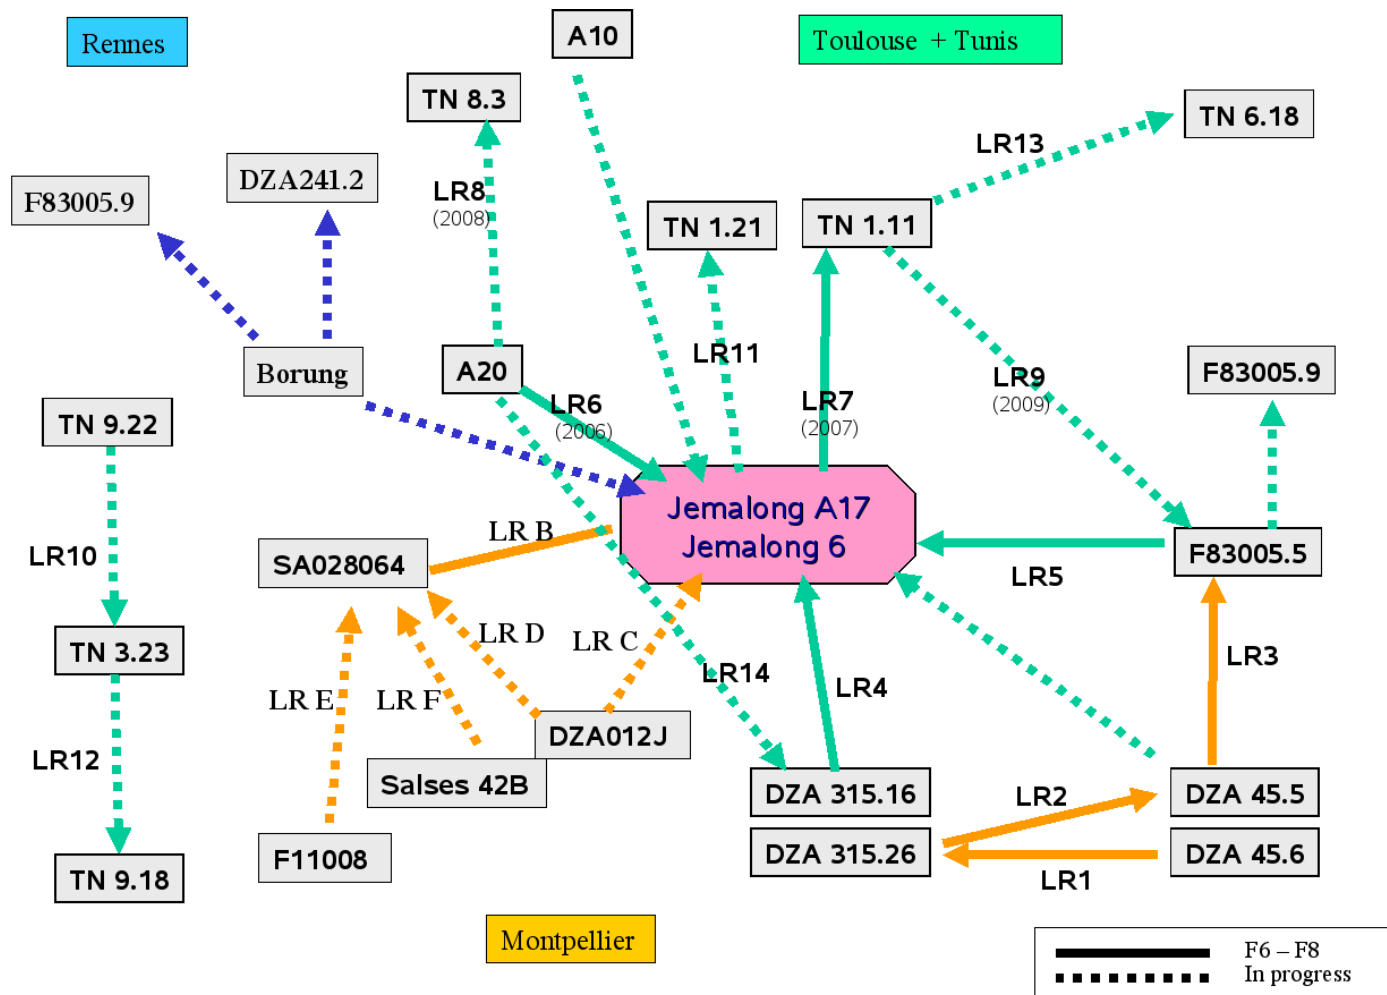 Rennes
A10
Toulouse + Tunis
TN 8.3
TN 6.18
LR13
DZA241.2
F83005.9
LR8
(2008)
TN 1.21
TN 1.11
Borung
A20
LR11
F83005.9
LR9
(2009)
LR6
(2006)
LR7
(2007)
TN 9.22
Jemalong A17
Jemalong 6
LR B
F83005.5
LR10
SA028064
LR5
LR D
LR C
TN 3.23
LR3
LR14
LR4
LR E
LR F
DZA012J
LR12
Salses 42B
DZA 315.16
LR2
DZA 45.5
F11008
DZA 315.26
DZA 45.6
TN 9.18
LR1
Montpellier
F6 – F8
In progress